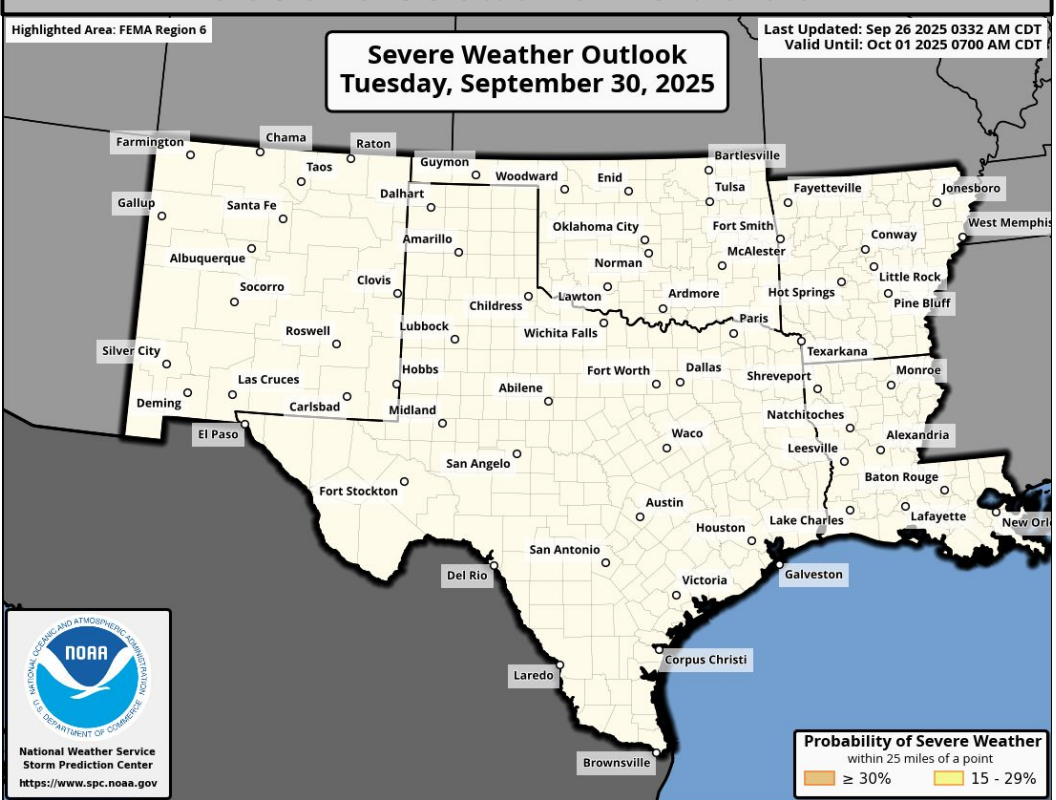 Highlighted Area: FEMA Region 6
Severe Weather Outlook
Tuesday, September 30, 2025
Last Updated: Sep 26 2025 0332 AM CDT
Valid Until: Oct 01 2025 0700 AM CDT
Farmington
Chama
Raton
Taos
Guymon
Woodward
Enid
Bartlesville
Tulsa
Fayetteville
Jonesboro
Gallup
Santa Fe
Dalhart
Oklahoma City
Fort Smith
West Memphis
Albuquerque
Amarillo
Norman
McAlester
Conway
Socorro
Clovis
Childress
Lawton
Ardmore
Hot Springs
Little Rock
Pine Bluff
Roswell
Lubbock
Wichita Falls
Paris
Silver City
Texarkana
Las Cruces
Hobbs
Fort Worth
Dallas
Shreveport
Monroe
Deming
Carlsbad
Midland
Abilene
Natchitoches
El Paso
Waco
Leesville
Alexandria
San Angelo
Fort Stockton
Baton Rouge
Austin
Houston
Lake Charles
Lafayette
New Orl
Del Rio
San Antonio
Galveston
Victoria
Laredo
Corpus Christi
Brownsville
NATIONAL OCEANIC AND ATMOSPHERIC ADMINISTRATION
NOAA
U.S. DEPARTMENT OF COMMERCE
National Weather Service
Storm Prediction Center
https://www.spc.noaa.gov
Probability of Severe Weather
within 25 miles of a point
≥ 30%
15 - 29%